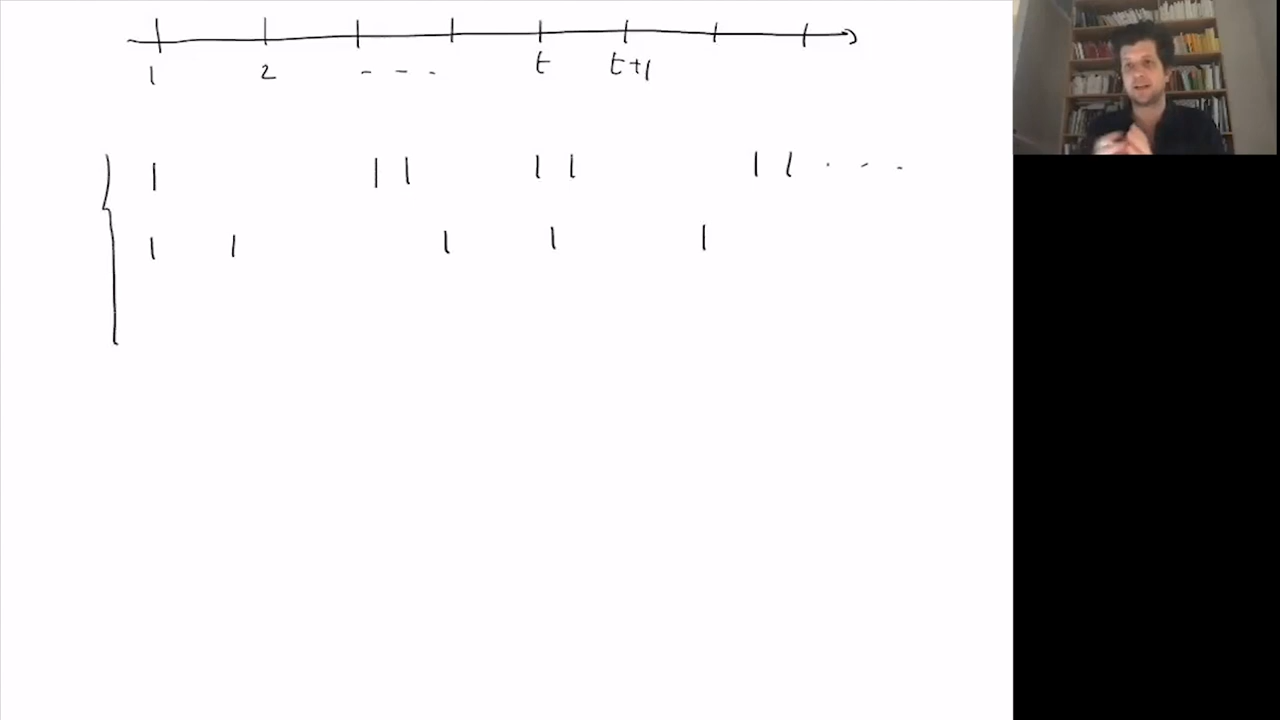 1 2 - - - . t t+1
| | | | | | | . - .
| | | | |